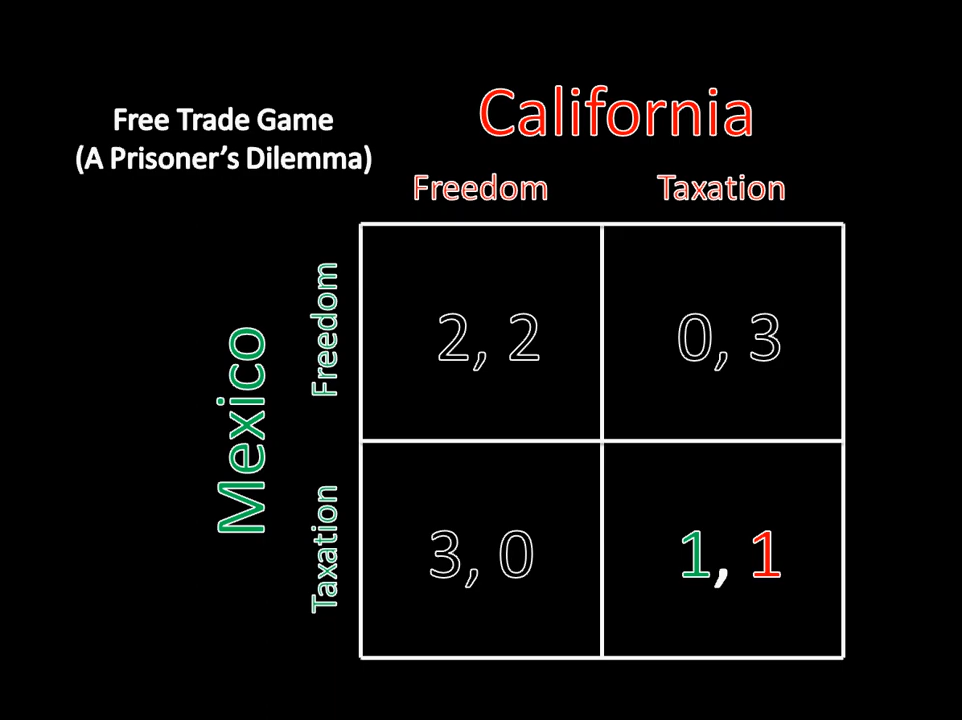 Free Trade Game
(A Prisoner's Dilemma)
California
Freedom Taxation
Mexico
Freedom
2, 2 0, 3
Taxation
3, 0 1, 1